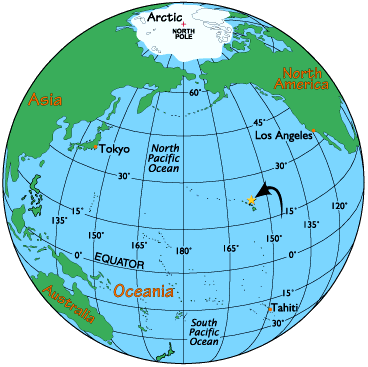 Arctic
NORTH
POLE
North
America
Asia
60°
45°
Los Angeles
Tokyo
North
Pacific
Ocean
30°
30°
120°
15°
15°
135°
135°
150°
150°
165°
180°
165°
0°
0°
EQUATOR
Oceania
15°
Australia
Tahiti
South
Pacific
Ocean
30°